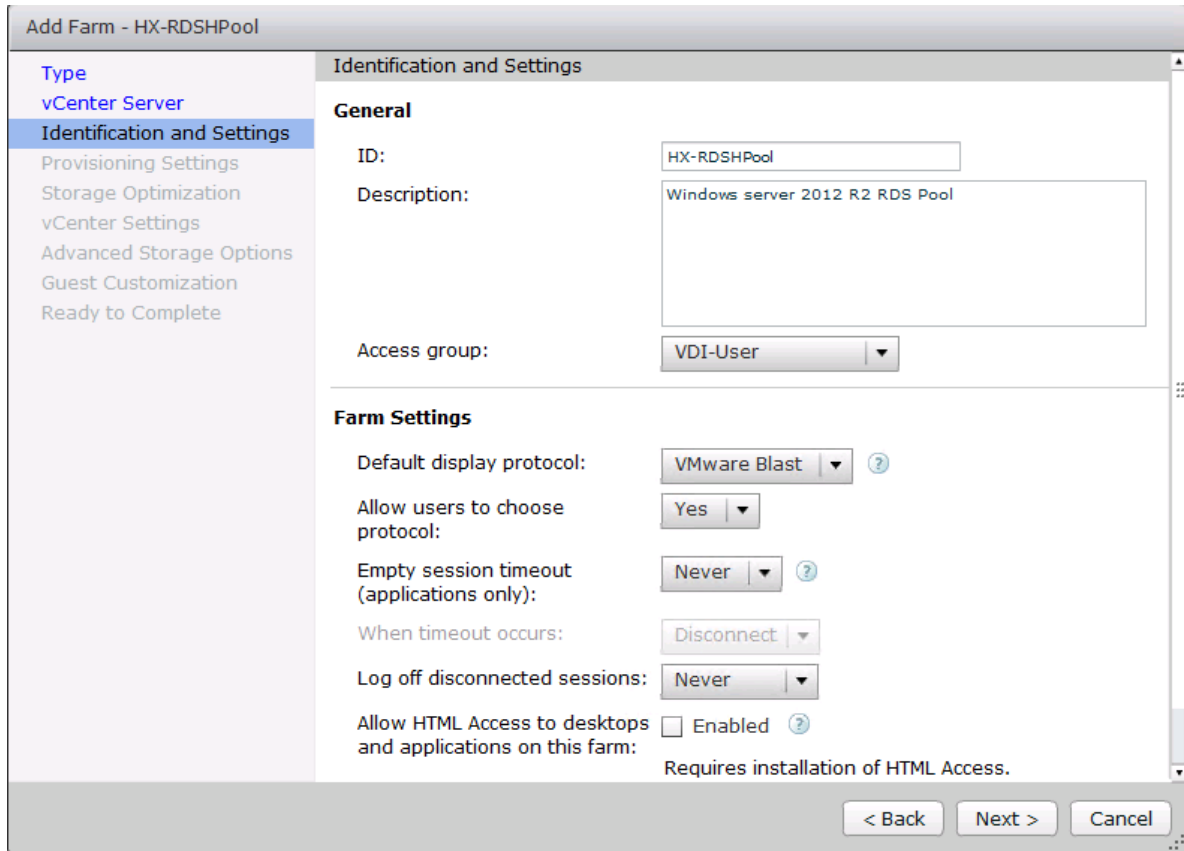 Add Farm - HX-RDSHPool
Type
vCenter Server
Identification and Settings
Provisioning Settings
Storage Optimization
vCenter Settings
Advanced Storage Options
Guest Customization
Ready to Complete
Identification and Settings
General
ID:
HX-RDSHPool
Description:
Windows server 2012 R2 RDS Pool
Access group:
VDI-User
Farm Settings
Default display protocol:
VMware Blast
?
Allow users to choose
protocol:
Yes
Empty session timeout
(applications only):
Never
?
When timeout occurs:
Disconnect
Log off disconnected sessions:
Never
Allow HTML Access to desktops
and applications on this farm:
Enabled
?
Requires installation of HTML Access.
< Back
Next >
Cancel